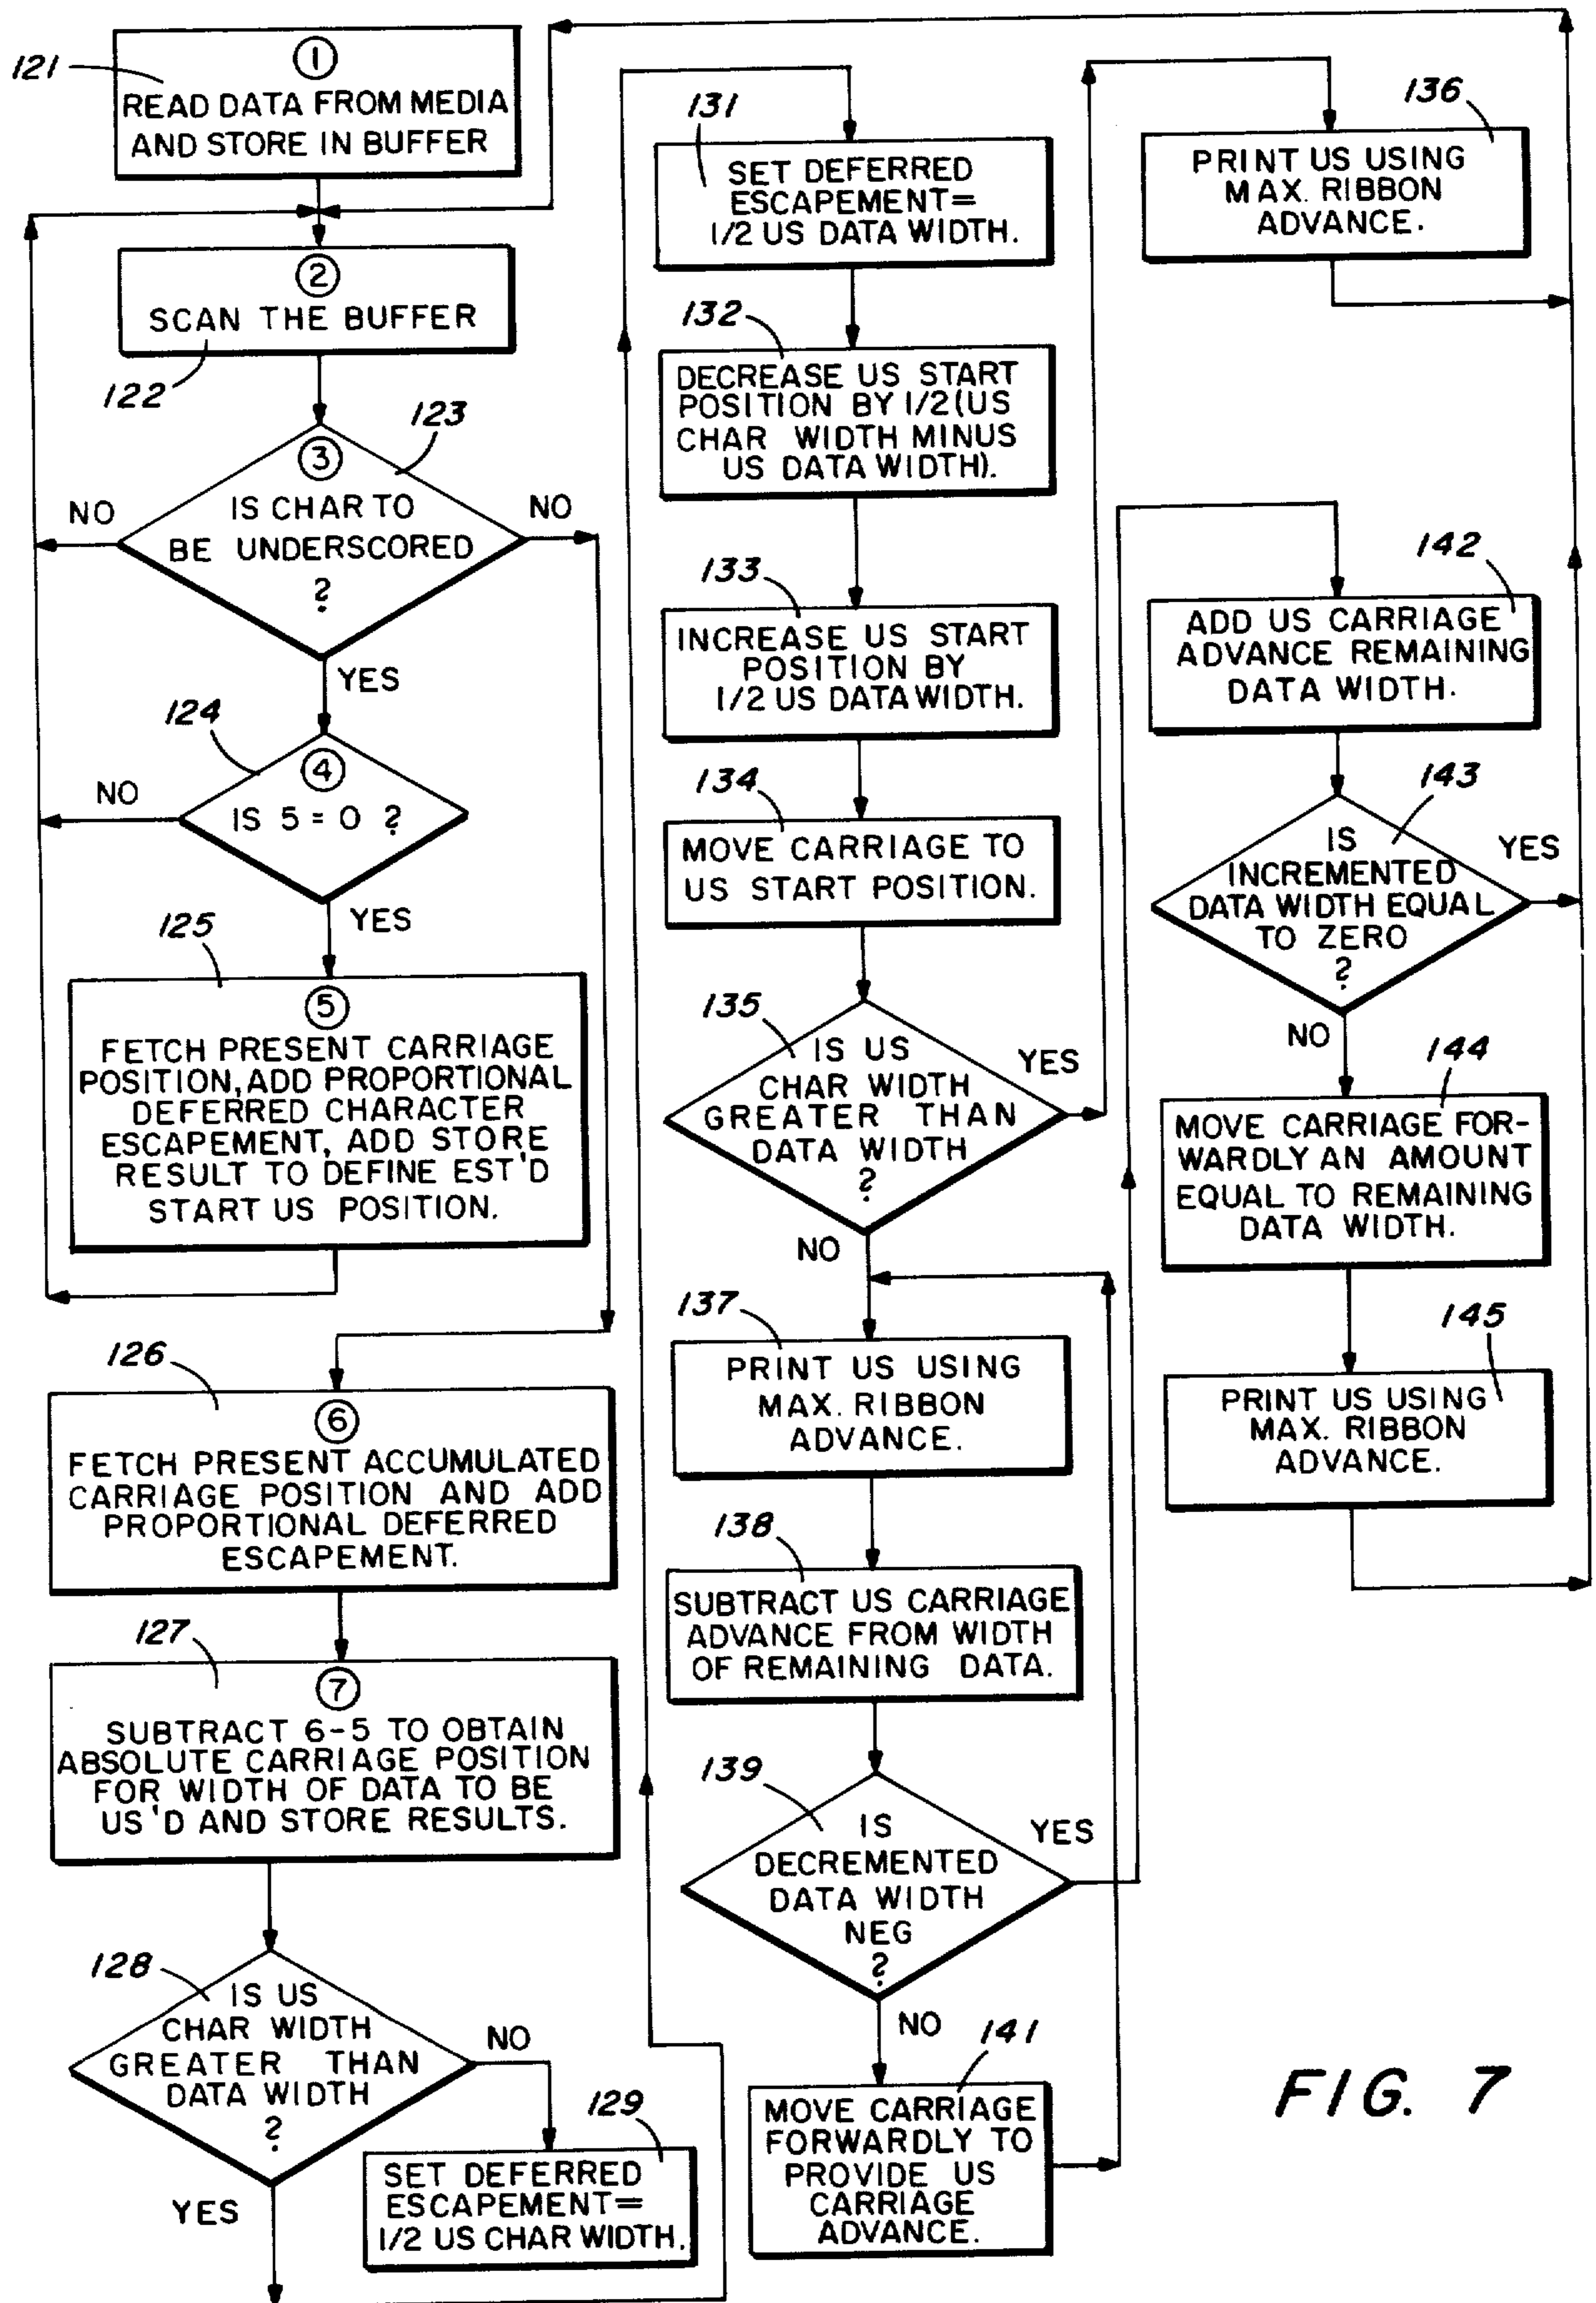 121
①
READ DATA FROM MEDIA
AND STORE IN BUFFER
②
SCAN THE BUFFER
122
123
③
IS CHAR TO
BE UNDERSCORED
?
NO
NO
YES
124
④
IS 5 = 0 ?
NO
YES
125
⑤
FETCH PRESENT CARRIAGE
POSITION, ADD PROPORTIONAL
DEFERRED CHARACTER
ESCAPEMENT, ADD STORE
RESULT TO DEFINE EST'D
START US POSITION.
126
⑥
FETCH PRESENT ACCUMULATED
CARRIAGE POSITION AND ADD
PROPORTIONAL DEFERRED
ESCAPEMENT.
127
⑦
SUBTRACT 6-5 TO OBTAIN
ABSOLUTE CARRIAGE POSITION
FOR WIDTH OF DATA TO BE
US'D AND STORE RESULTS.
128
IS US
CHAR WIDTH
GREATER THAN
DATA WIDTH
?
NO
YES
129
SET DEFERRED
ESCAPEMENT=
1/2 US CHAR WIDTH.
131
SET DEFERRED
ESCAPEMENT=
1/2 US DATA WIDTH.
132
DECREASE US START
POSITION BY 1/2(US
CHAR WIDTH MINUS
US DATA WIDTH).
133
INCREASE US START
POSITION BY
1/2 US DATA WIDTH.
134
MOVE CARRIAGE TO
US START POSITION.
135
IS US
CHAR WIDTH
GREATER THAN
DATA WIDTH
?
YES
NO
137
PRINT US USING
MAX. RIBBON
ADVANCE.
138
SUBTRACT US CARRIAGE
ADVANCE FROM WIDTH
OF REMAINING DATA.
139
IS
DECREMENTED
DATA WIDTH
NEG
?
YES
NO
141
MOVE CARRIAGE
FORWARDLY TO
PROVIDE US
CARRIAGE
ADVANCE.
136
PRINT US USING
MAX. RIBBON
ADVANCE.
142
ADD US CARRIAGE
ADVANCE REMAINING
DATA WIDTH.
143
IS
INCREMENTED
DATA WIDTH EQUAL
TO ZERO
?
YES
NO
144
MOVE CARRIAGE FOR-
WARDLY AN AMOUNT
EQUAL TO REMAINING
DATA WIDTH.
145
PRINT US USING
MAX. RIBBON
ADVANCE.
FIG. 7